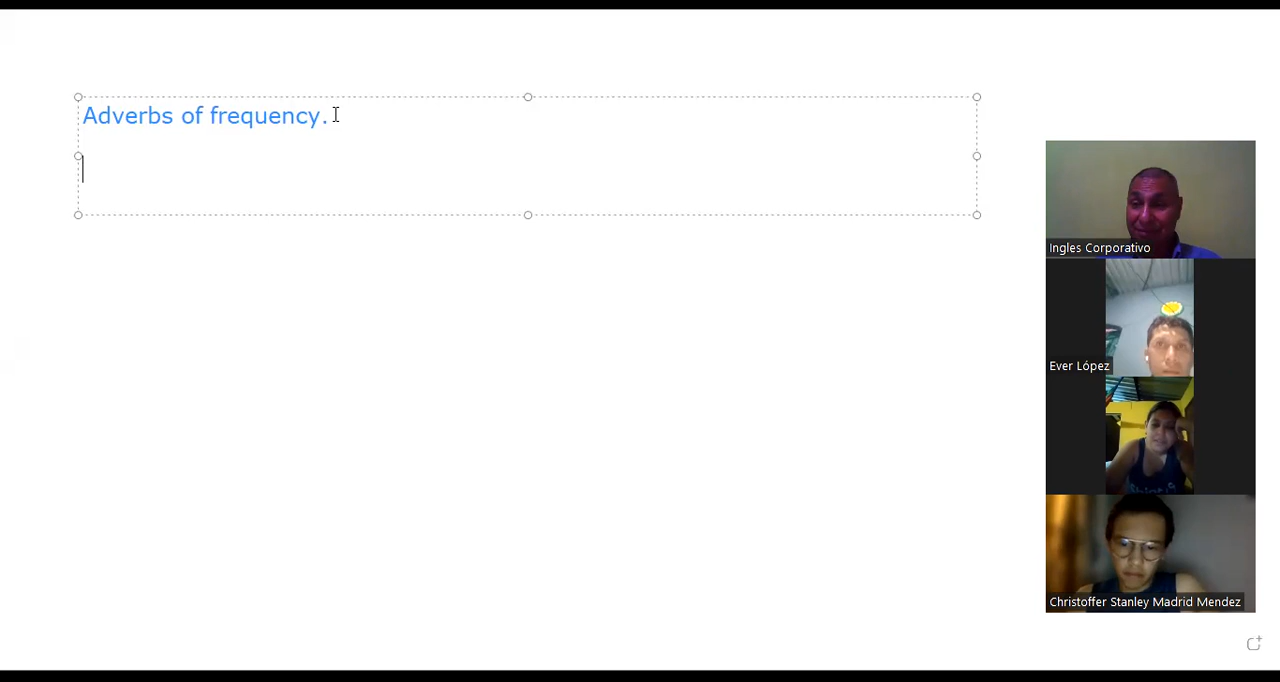 Adverbs of frequency.
Ingles Corporativo
Ever López
Christoffer Stanley Madrid Mendez